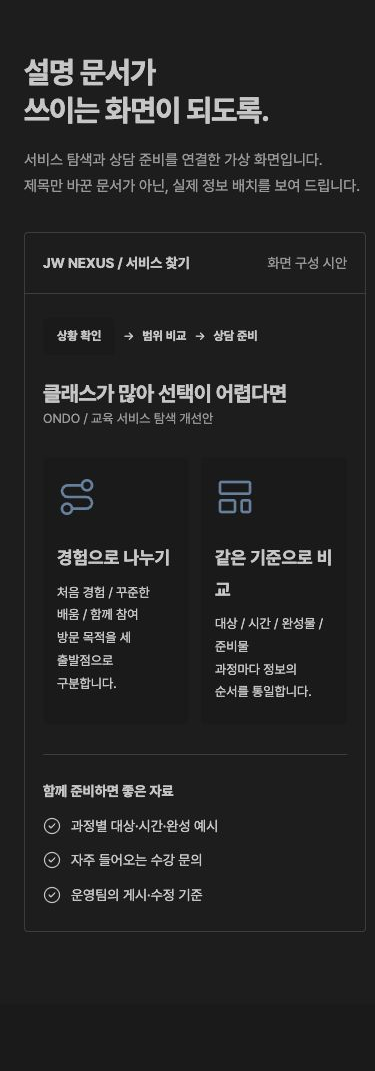 설명 문서가
쓰이는 화면이 되도록.
서비스 탐색과 상담 준비를 연결한 가상 화면입니다.
제목만 바꾼 문서가 아닌, 실제 정보 배치를 보여 드립니다.
JW NEXUS / 서비스 찾기
화면 구성 시안
상황 확인 → 범위 비교 → 상담 준비
클래스가 많아 선택이 어렵다면
ONDO / 교육 서비스 탐색 개선안
경험으로 나누기
처음 경험 / 꾸준한
배움 / 함께 참여
방문 목적을 세
출발점으로
구분합니다.
같은 기준으로 비
교
대상 / 시간 / 완성물 /
준비물
과정마다 정보의
순서를 통일합니다.
함께 준비하면 좋은 자료
과정별 대상·시간·완성 예시
자주 들어오는 수강 문의
운영팀의 게시·수정 기준